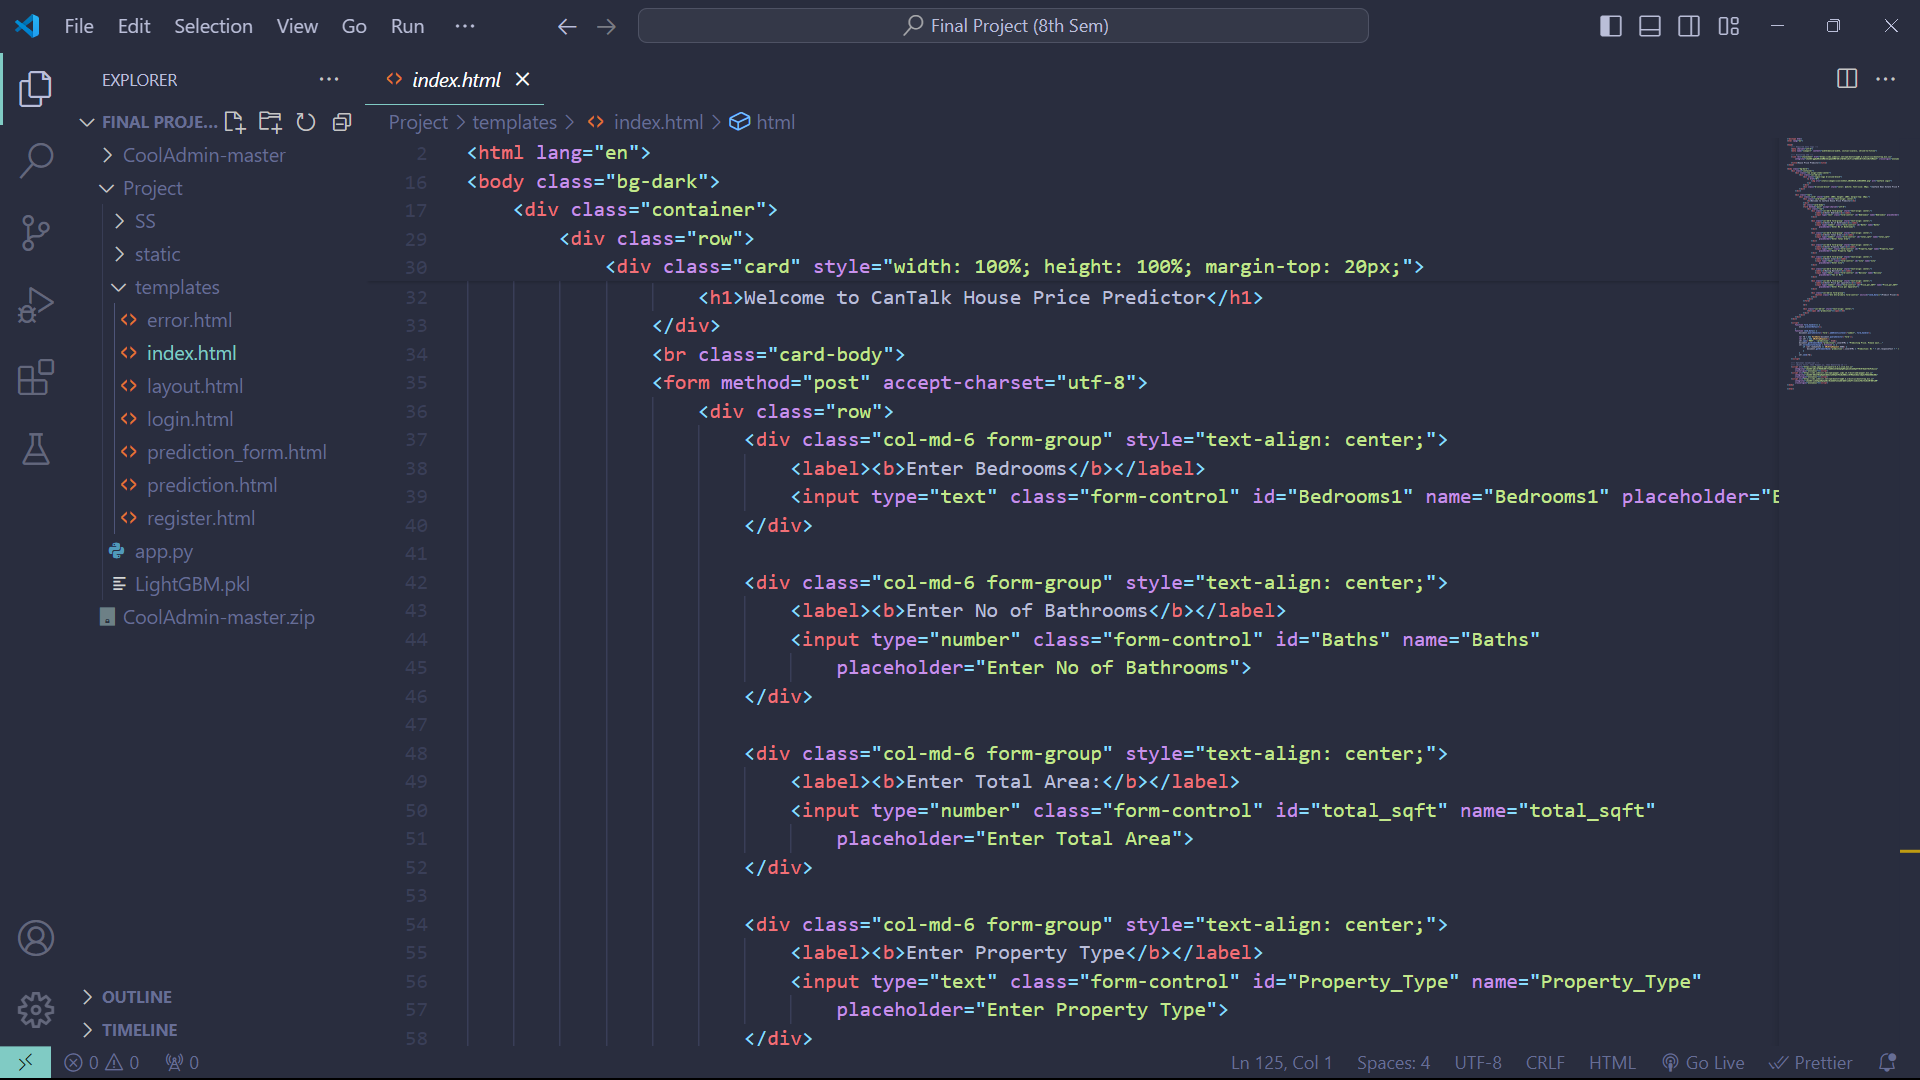 File Edit Selection View Go Run ···
Final Project (8th Sem)
EXPLORER
FINAL PROJE...
CoolAdmin-master
Project
SS
static
templates
error.html
index.html
layout.html
login.html
prediction_form.html
prediction.html
register.html
app.py
LightGBM.pkl
CoolAdmin-master.zip
OUTLINE
TIMELINE
index.html
Project > templates > index.html > html
2 <html lang="en">
16 <body class="bg-dark">
17 <div class="container">
29 <div class="row">
30 <div class="card" style="width: 100%; height: 100%; margin-top: 20px;">
32 <h1>Welcome to CanTalk House Price Predictor</h1>
33 </div>
34 <br class="card-body">
35 <form method="post" accept-charset="utf-8">
36 <div class="row">
37 <div class="col-md-6 form-group" style="text-align: center;">
38 <label><b>Enter Bedrooms</b></label>
39 <input type="text" class="form-control" id="Bedrooms1" name="Bedrooms1" placeholder="E
40 </div>
41
42 <div class="col-md-6 form-group" style="text-align: center;">
43 <label><b>Enter No of Bathrooms</b></label>
44 <input type="number" class="form-control" id="Baths" name="Baths"
45 placeholder="Enter No of Bathrooms">
46 </div>
47
48 <div class="col-md-6 form-group" style="text-align: center;">
49 <label><b>Enter Total Area:</b></label>
50 <input type="number" class="form-control" id="total_sqft" name="total_sqft"
51 placeholder="Enter Total Area">
52 </div>
53
54 <div class="col-md-6 form-group" style="text-align: center;">
55 <label><b>Enter Property Type</b></label>
56 <input type="text" class="form-control" id="Property_Type" name="Property_Type"
57 placeholder="Enter Property Type">
58 </div>
0 0 0
Ln 125, Col 1 Spaces: 4 UTF-8 CRLF HTML Go Live Prettier